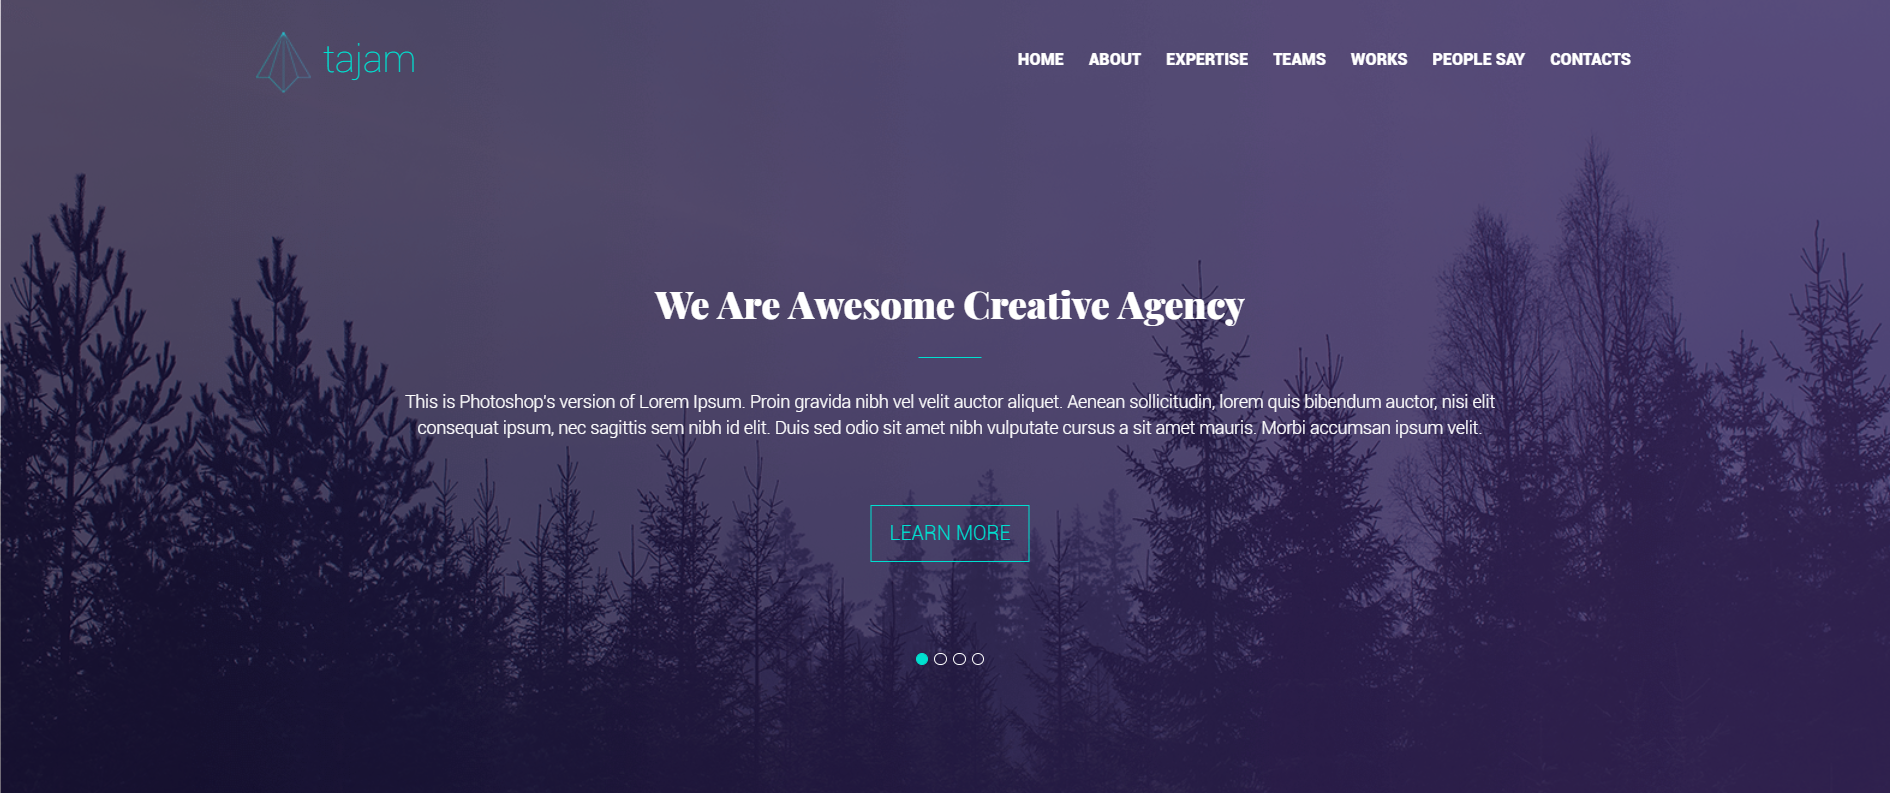 tajam
HOME ABOUT EXPERTISE TEAMS WORKS PEOPLE SAY CONTACTS
We Are Awesome Creative Agency
This is Photoshop's version of Lorem Ipsum. Proin gravida nibh vel velit auctor aliquet. Aenean sollicitudin, lorem quis bibendum auctor, nisi elit
consequat ipsum, nec sagittis sem nibh id elit. Duis sed odio sit amet nibh vulputate cursus a sit amet mauris. Morbi accumsan ipsum velit.
LEARN MORE